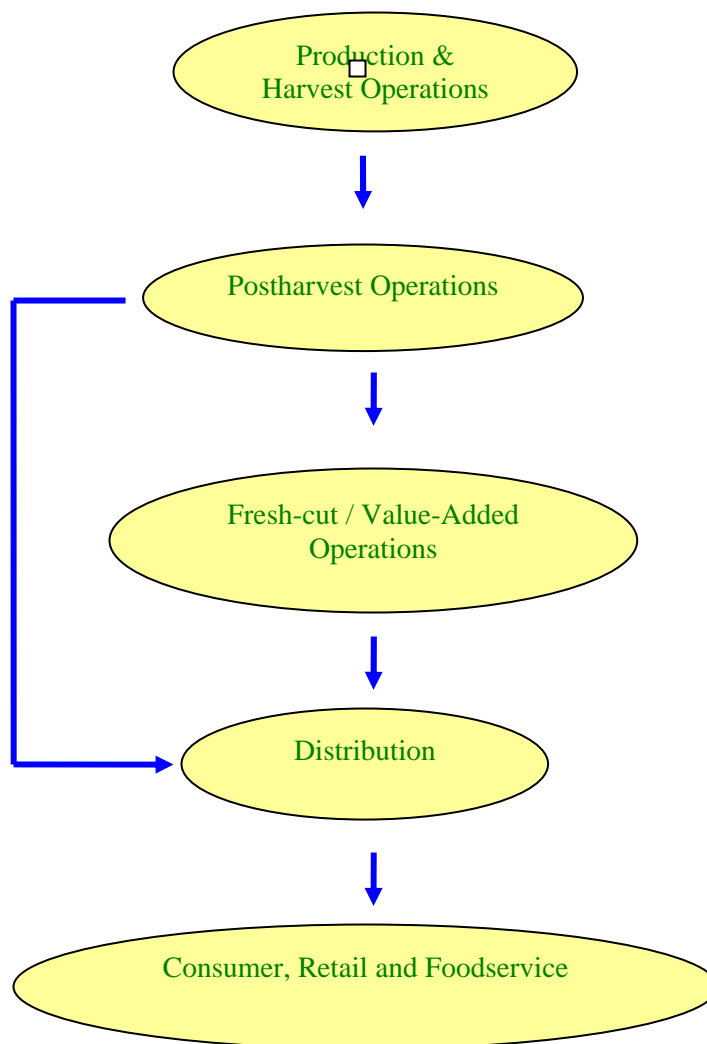 Production &
Harvest Operations
Postharvest Operations
Fresh-cut / Value-Added
Operations
Distribution
Consumer, Retail and Foodservice